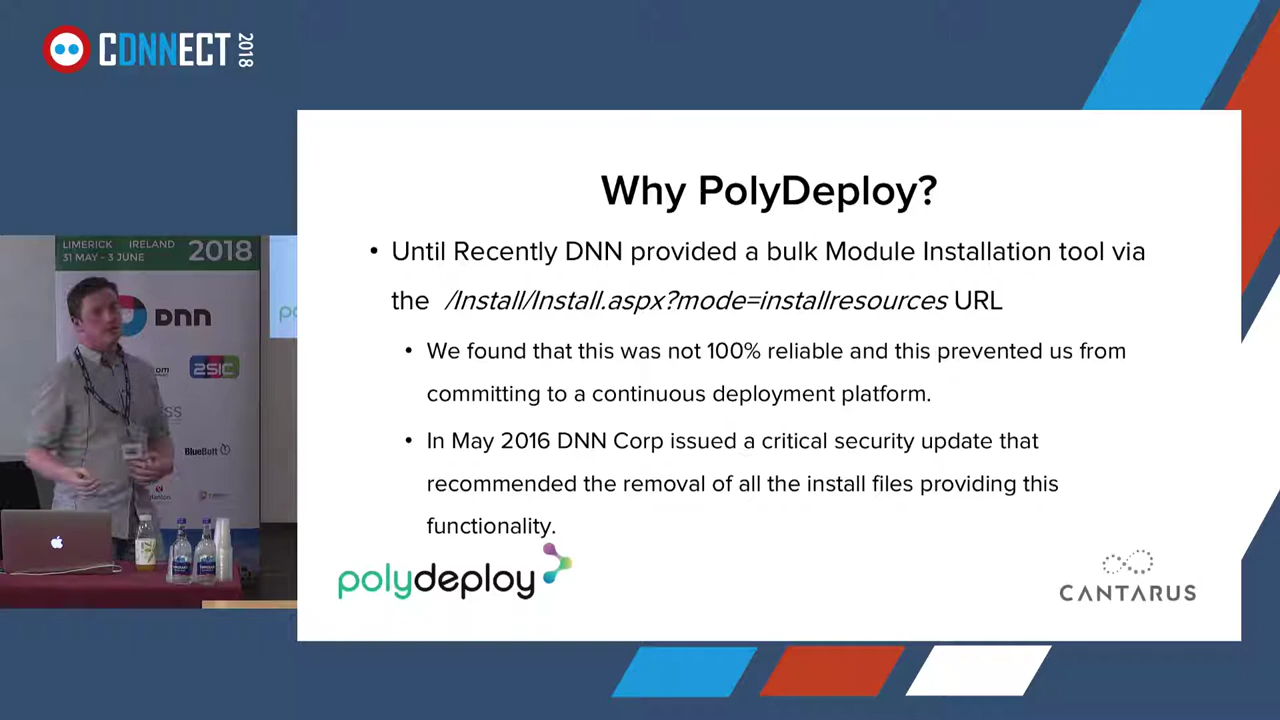 CDNNECT 2018
Why PolyDeploy?
• Until Recently DNN provided a bulk Module Installation tool via
the /Install/Install.aspx?mode=installresources URL
• We found that this was not 100% reliable and this prevented us from
committing to a continuous deployment platform.
• In May 2016 DNN Corp issued a critical security update that
recommended the removal of all the install files providing this
functionality.
polydeploy
CANTARUS
LIMERICK IRELAND
31 MAY - 3 JUNE
2018
dnn
2SIC
BlueBolt